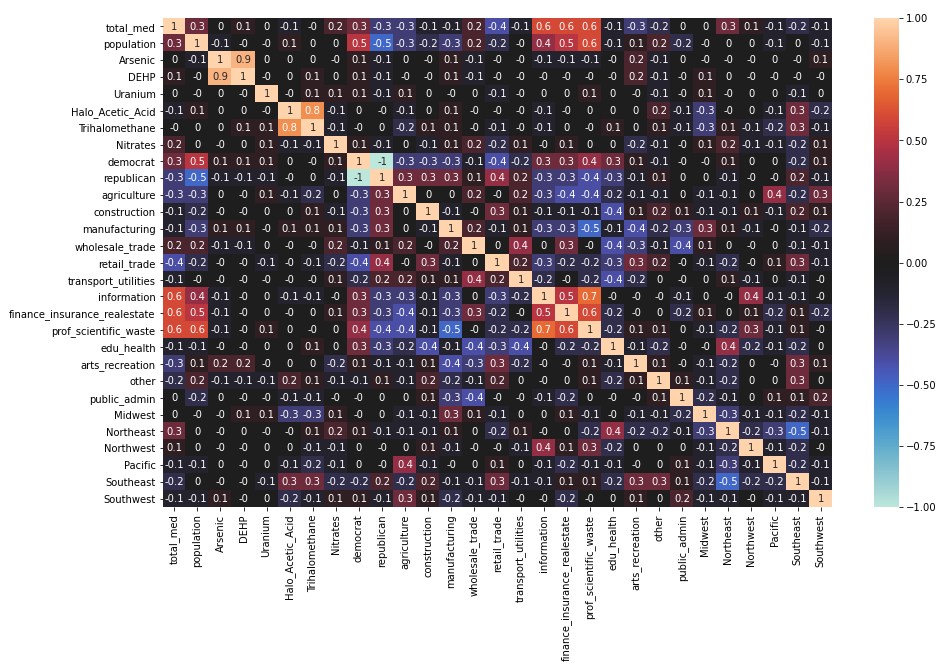 total_med 1 0.3 0 0.1 0 -0.1 -0 0.2 0.3 -0.3 -0.3 -0.1 -0.1 0.2 -0.4 -0.1 0.6 0.6 0.6 -0.1 -0.3 -0.2 0 0 0.3 0.1 -0.1 -0.2 -0.1 1.00
population 0.3 1 -0.1 -0 -0 0.1 0 0 0.5 -0.5 -0.3 -0.2 -0.3 0.2 -0.2 -0 0.4 0.5 0.6 -0.1 0.1 0.2 -0.2 -0 -0 0 -0.1 0 -0.1
Arsenic 0 -0.1 1 0.9 -0 0 0 -0 0.1 -0.1 0 -0 0.1 -0.1 -0 0 -0.1 -0.1 -0.1 -0 0.2 -0.1 0 0 -0 -0 -0 0 0.1
DEHP 0.1 -0 0.9 1 -0 0 0.1 -0 0.1 -0.1 -0 0 0.1 -0.1 -0 0 -0 -0 -0 0 0.2 -0.1 -0 0.1 -0 -0 -0 -0 -0 0.75
Uranium 0 -0 -0 -0 1 -0 0.1 0.1 0.1 -0.1 0.1 -0 0 -0 -0.1 -0 0 0 0.1 0 0 -0.1 -0 0.1 0 -0 0 -0 0
Halo_Acetic_Acid -0.1 0.1 0 0 -0 1 0.8 -0.1 0 -0 -0.1 0 0.1 -0 -0 0 -0.1 0 0 0 0 0.2 -0.1 -0.3 0 0 -0.1 0.3 -0.2
Trihalomethane -0 0 0 0.1 0.1 0.8 1 -0.1 0 -0 -0.2 0.1 0.1 -0 -0.1 0 -0.1 0 0 0.1 0 0.1 -0.1 -0.3 0.1 -0.1 -0.2 0.3 -0.1 0.50
Nitrates 0.2 0 -0 -0 0.1 -0.1 -0.1 1 0.1 -0.1 0 -0.1 0.1 0.2 -0.2 0.1 -0 0.1 0 0 -0.2 -0.1 -0 0.1 0.2 -0.1 -0.1 -0.2 0.1
democrat 0.3 0.5 0.1 0.1 0.1 0 0 0.1 1 -1 -0.3 -0.3 -0.3 -0.1 -0.4 -0.2 0.3 0.3 0.4 0.3 0.1 -0.1 -0 -0 0.1 0 0 -0.2 0.1
republican -0.3 -0.5 -0.1 -0.1 -0.1 -0 -0 -0.1 -1 1 0.3 0.3 0.3 0.1 0.4 0.2 -0.3 -0.3 -0.4 -0.3 -0.1 0.1 0 0 -0.1 -0 -0 0.2 -0.1 0.25
agriculture -0.3 -0.3 0 -0 0.1 -0.1 -0.2 0 -0.3 0.3 1 0 0 0.2 -0 0.2 -0.3 -0.4 -0.4 -0.2 -0.1 -0.1 -0 -0.1 -0.1 -0 0.4 -0.2 0.3
construction -0.1 -0.2 -0 0 -0 0 0.1 -0.1 -0.3 0.3 0 1 -0.1 -0 0.3 0.1 -0.1 -0.1 -0.1 -0.4 0.1 0.2 0.1 -0.1 -0.1 0.1 -0.1 0.2 0.1
manufacturing -0.1 -0.3 0.1 0.1 0 0.1 0.1 0.1 -0.3 0.3 0 -0.1 1 0.2 -0.1 0.1 -0.3 -0.3 -0.5 -0.1 -0.4 -0.2 -0.3 0.3 0.1 -0.1 -0 0.1 -0.1 0.00
wholesale_trade 0.2 0.2 -0.1 -0.1 -0 -0 -0 0.2 -0.1 0.1 0.2 -0 0.2 1 0 0.4 -0 0.3 -0 -0.4 -0.3 -0.1 -0.4 0.1 0 -0 0 -0.1 -0.1
retail_trade -0.4 -0.2 -0 -0 -0.1 -0 -0.1 -0.2 -0.4 0.4 -0 0.3 -0.1 0 1 0.2 -0.3 -0.2 -0.2 -0.2 0.3 0.2 0 -0 -0.2 -0 0.1 0.3 -0.1
transport_utilities -0.1 -0 0 0 -0 0 0 0.1 -0.2 0.2 0.2 0.1 0.1 0.4 0.2 1 -0.2 -0 -0.2 -0.4 -0.2 -0 -0 0 0.1 -0.1 0 -0.1 -0 -0.25
information 0.6 0.4 -0.1 -0 0 -0.1 -0.1 -0 0.3 -0.3 -0.3 -0.1 -0.3 -0 -0.3 -0.2 1 0.5 0.7 -0 -0 0 -0.1 -0 0 0.4 -0.1 -0.1 -0
finance_insurance_realestate 0.6 0.5 -0.1 -0 0 0 0 0.1 0.3 -0.3 -0.4 -0.1 -0.3 0.3 -0.2 -0 0.5 1 0.6 -0.2 -0 0 -0.2 0.1 0 0.1 -0.2 0.1 -0.2
prof_scientific_waste 0.6 0.6 -0.1 -0 0.1 0 0 0 0.4 -0.4 -0.4 -0.1 -0.5 -0 -0.2 -0.2 0.7 0.6 1 -0.2 0.1 0.1 -0 -0.1 -0.2 0.3 -0.1 0 -0.1 -0.50
edu_health -0.1 -0.1 -0 0 0 0 0.1 0 0.3 -0.3 -0.2 -0.4 -0.1 -0.4 -0.2 -0.4 -0 -0.2 -0.2 1 -0.1 -0.2 0 -0 0.4 -0.2 -0.1 -0.2 0
arts_recreation -0.3 0.1 0.2 0.2 0 0 0 -0.2 0.1 -0.1 -0.1 0.1 -0.4 -0.3 0.3 -0.2 -0 -0 0.1 -0.1 1 0.1 -0 -0.1 -0.2 -0 0 0.3 0.1
other -0.2 0.2 -0.1 -0.1 -0.1 0.2 0.1 -0.1 -0.1 0.1 -0.1 0.2 -0.2 -0.1 0.2 -0 0 0 0.1 -0.2 0.1 1 0.1 -0.1 -0.2 0 0 0.3 0
public_admin 0 -0.2 0 -0 -0 -0.1 -0.1 -0 -0 0 -0 0.1 -0.3 -0.4 0 -0 -0.1 -0.2 -0 0 -0 0.1 1 -0.2 -0.1 0 0.1 0.1 0.2 -0.75
Midwest 0 -0 0 0.1 0.1 -0.3 -0.3 0.1 -0 0 -0.1 -0.1 0.3 0.1 -0 0 -0 0.1 -0.1 -0 -0.1 -0.1 -0.2 1 -0.3 -0.1 -0.1 -0.2 -0.1
Northeast 0.3 -0 -0 -0 0 0 0.1 0.2 0.1 -0.1 -0.1 -0.1 0.1 0 -0.2 0.1 0 0 -0.2 0.4 -0.2 -0.2 -0.1 -0.3 1 -0.2 -0.3 -0.5 -0.1
Northwest 0.1 0 -0 -0 -0 0 -0.1 -0.1 0 -0 -0 0.1 -0.1 -0 -0 -0.1 0.4 0.1 0.3 -0.2 -0 0 0 -0.1 -0.2 1 -0.1 -0.2 -0
Pacific -0.1 -0.1 -0 -0 0 -0.1 -0.2 -0.1 0 -0 0.4 -0.1 -0 0 0.1 0 -0.1 -0.2 -0.1 -0.1 0 0 0.1 -0.1 -0.3 -0.1 1 -0.2 -0.1
Southeast -0.2 0 0 -0 -0 0.3 0.3 -0.2 -0.2 0.2 -0.2 0.2 0.1 -0.1 0.3 -0.1 -0.1 0.1 0 -0.2 0.3 0.3 0.1 -0.2 -0.5 -0.2 -0.2 1 -0.1
Southwest -0.1 -0.1 0.1 -0 0 -0.2 -0.1 0.1 0.1 -0.1 0.3 0.1 -0.1 -0.1 -0.1 -0 -0 -0.2 -0.1 0 0.1 0 0.2 -0.1 -0.1 -0 -0.1 -0.1 1 -1.00
total_med
population
Arsenic
DEHP
Uranium
Halo_Acetic_Acid
Trihalomethane
Nitrates
democrat
republican
agriculture
construction
manufacturing
wholesale_trade
retail_trade
transport_utilities
information
finance_insurance_realestate
prof_scientific_waste
edu_health
arts_recreation
other
public_admin
Midwest
Northeast
Northwest
Pacific
Southeast
Southwest